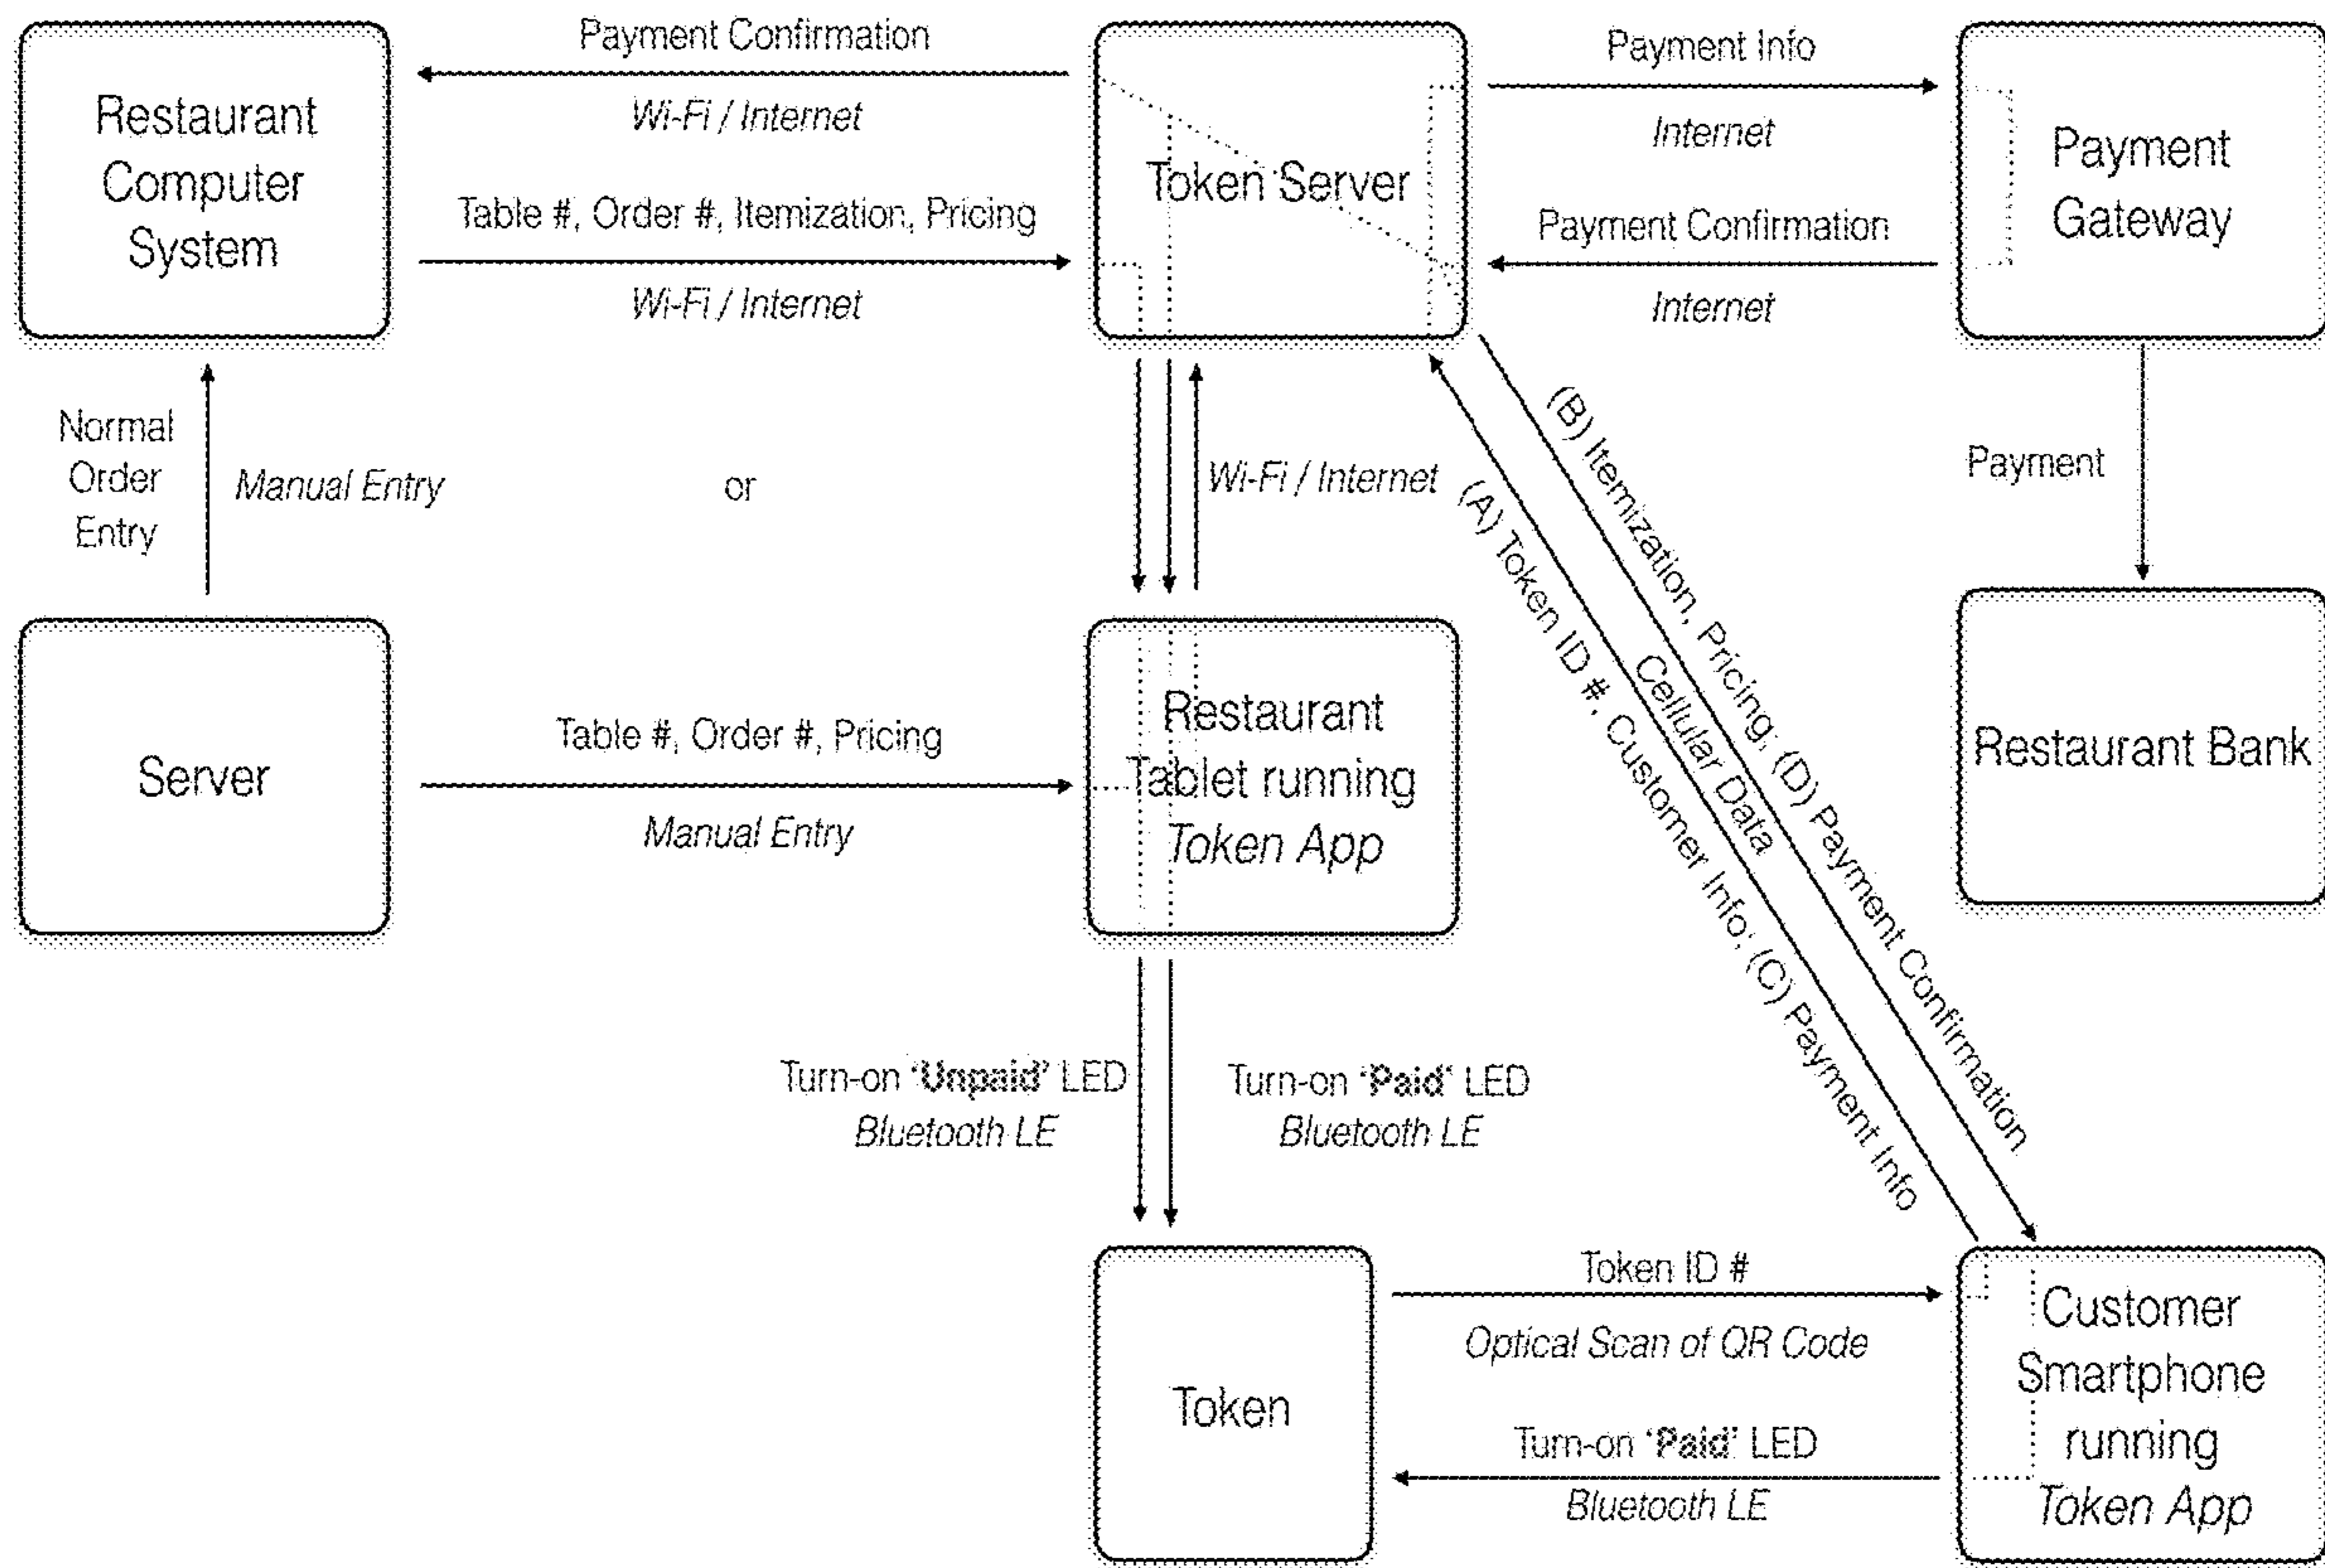 Payment Confirmation
Wi-Fi / Internet
Table #, Order #, Itemization, Pricing
Wi-Fi / Internet
Restaurant
Computer
System
Token Server
Payment Info
Internet
Payment Confirmation
Internet
Payment
Gateway
Normal
Order
Entry
Manual Entry
or
Wi-Fi / Internet
(B) Itemization, Pricing; (D) Payment Confirmation
Cellular Data
(A) Token ID #, Customer Info; (C) Payment Info
Payment
Server
Table #, Order #, Pricing
Manual Entry
Restaurant
Tablet running
Token App
Restaurant Bank
Turn-on ‘Unpaid’ LED
Bluetooth LE
Turn-on ‘Paid’ LED
Bluetooth LE
Token
Token ID #
Optical Scan of QR Code
Turn-on ‘Paid’ LED
Bluetooth LE
Customer
Smartphone
running
Token App